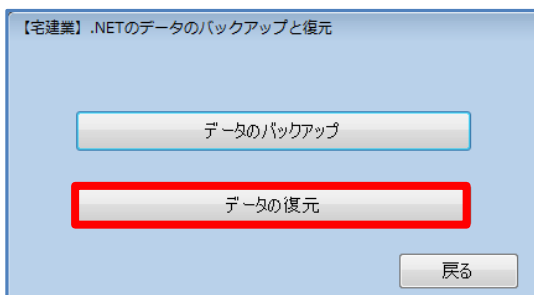 【宅建業】.NETのデータのバックアップと復元
データのバックアップ
データの復元
戻る